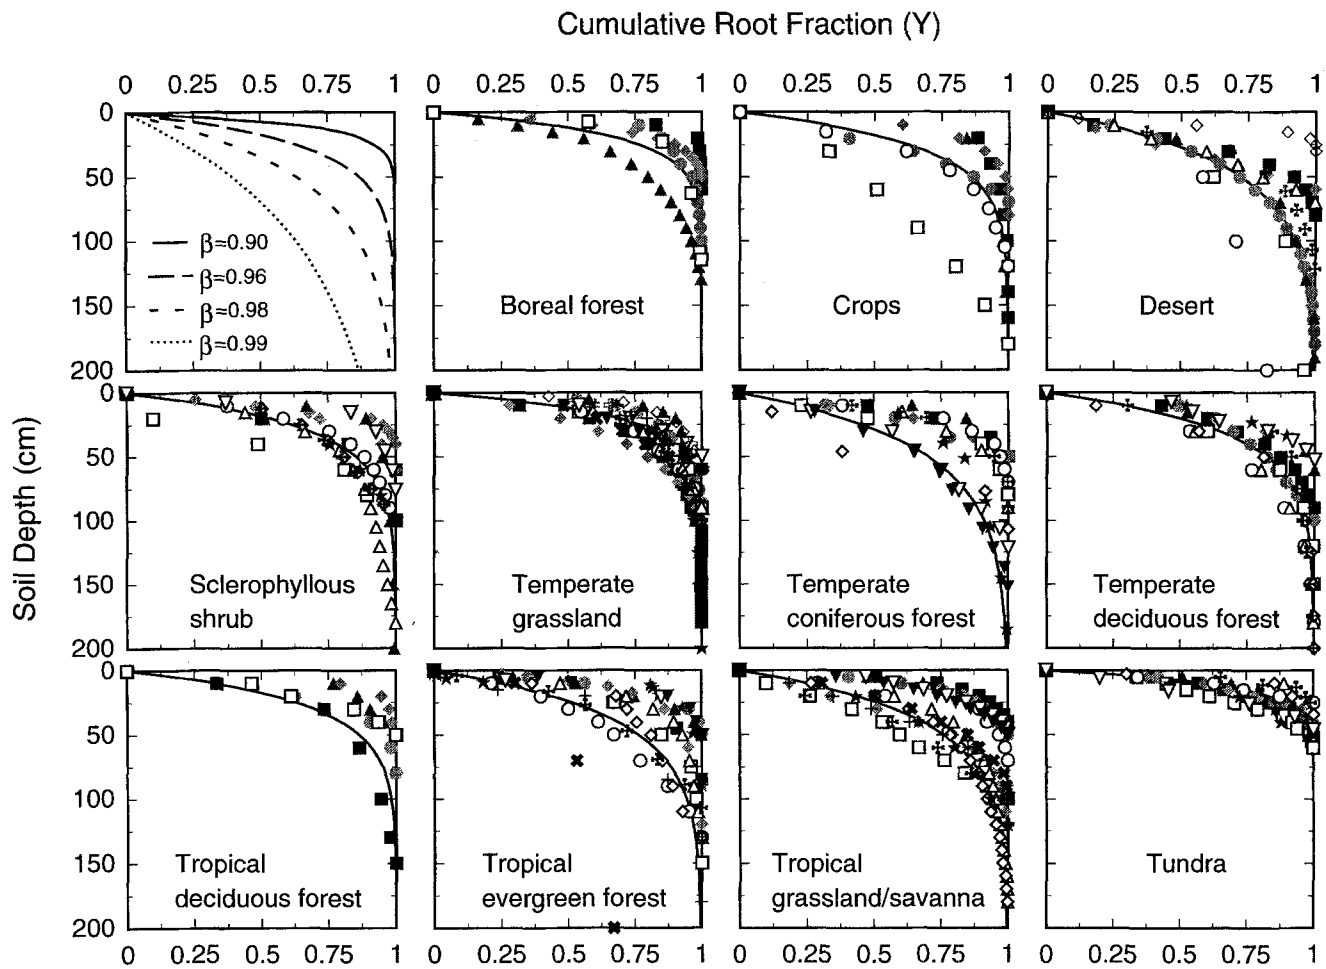 Cumulative Root Fraction (Y)
0 0.25 0.5 0.75 1 0 0.25 0.5 0.75 1 0 0.25 0.5 0.75 1 0 0.25 0.5 0.75 1
Soil Depth (cm)
0
50
100
150
200
β=0.90
β=0.96
β=0.98
β=0.99
Boreal forest
Crops
Desert
0
50
100
150
200
Sclerophyllous
shrub
Temperate
grassland
Temperate
coniferous forest
Temperate
deciduous forest
0
50
100
150
200
Tropical
deciduous forest
Tropical
evergreen forest
Tropical
grassland/savanna
Tundra
0 0.25 0.5 0.75 1 0 0.25 0.5 0.75 1 0 0.25 0.5 0.75 1 0 0.25 0.5 0.75 1